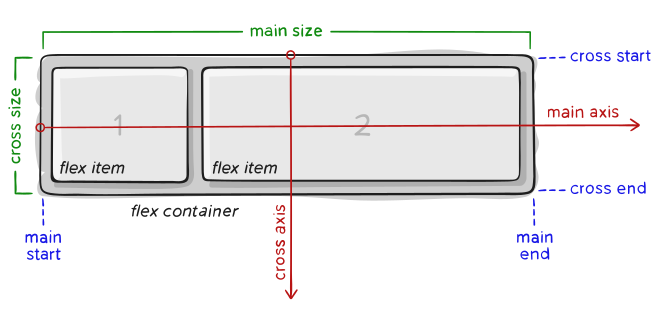 main size
cross start
cross size
main axis
1
2
flex item
flex item
cross end
flex container
cross axis
main
start
main
end